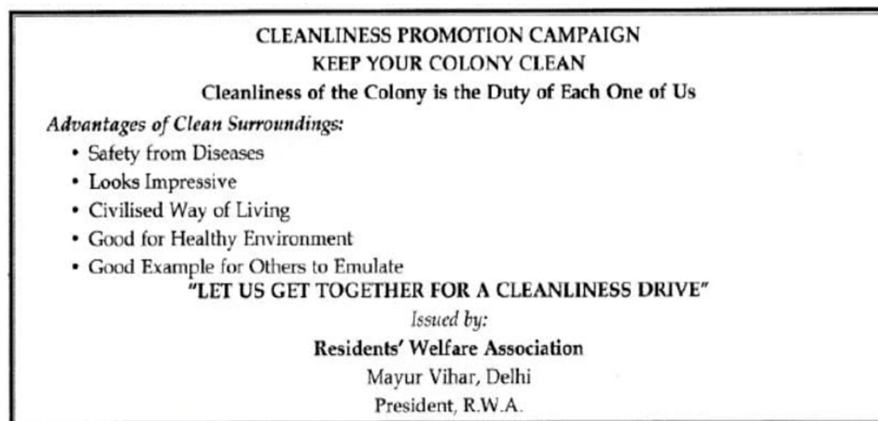 CLEANLINESS PROMOTION CAMPAIGN
KEEP YOUR COLONY CLEAN
Cleanliness of the Colony is the Duty of Each One of Us
Advantages of Clean Surroundings:
• Safety from Diseases
• Looks Impressive
• Civilised Way of Living
• Good for Healthy Environment
• Good Example for Others to Emulate
"LET US GET TOGETHER FOR A CLEANLINESS DRIVE"
Issued by:
Residents' Welfare Association
Mayur Vihar, Delhi
President, R.W.A.